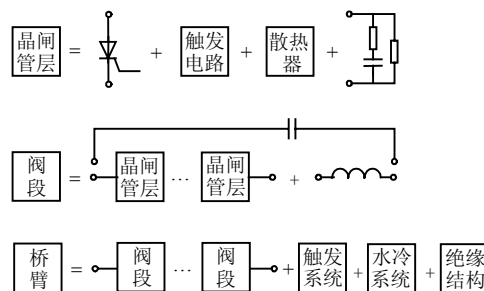 晶闸管层 = + 触发电路 + 散热器 +
阀段 = 晶闸管层 … 晶闸管层 +
桥臂 = 阀段 … 阀段 + 触发系统 + 水冷系统 + 绝缘结构